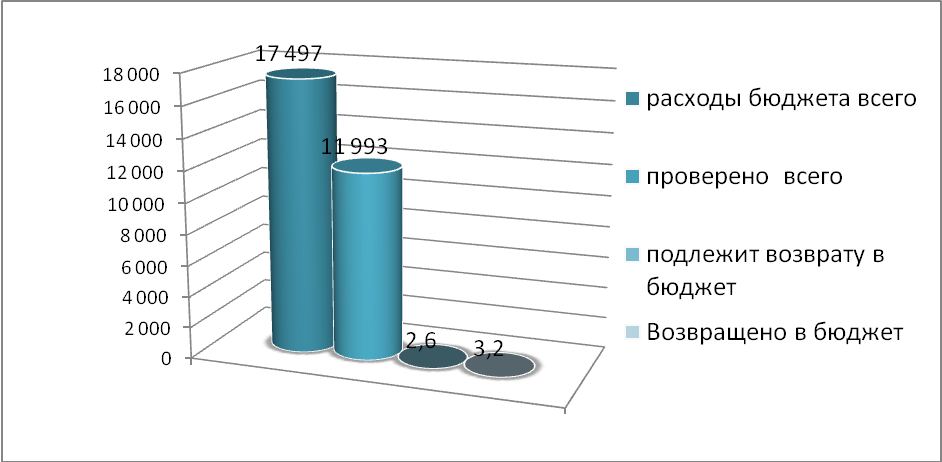 17 497
11 993
2,6
3,2
18 000
16 000
14 000
12 000
10 000
8 000
6 000
4 000
2 000
0
расходы бюджета всего
проверено всего
подлежит возврату в
бюджет
Возвращено в бюджет